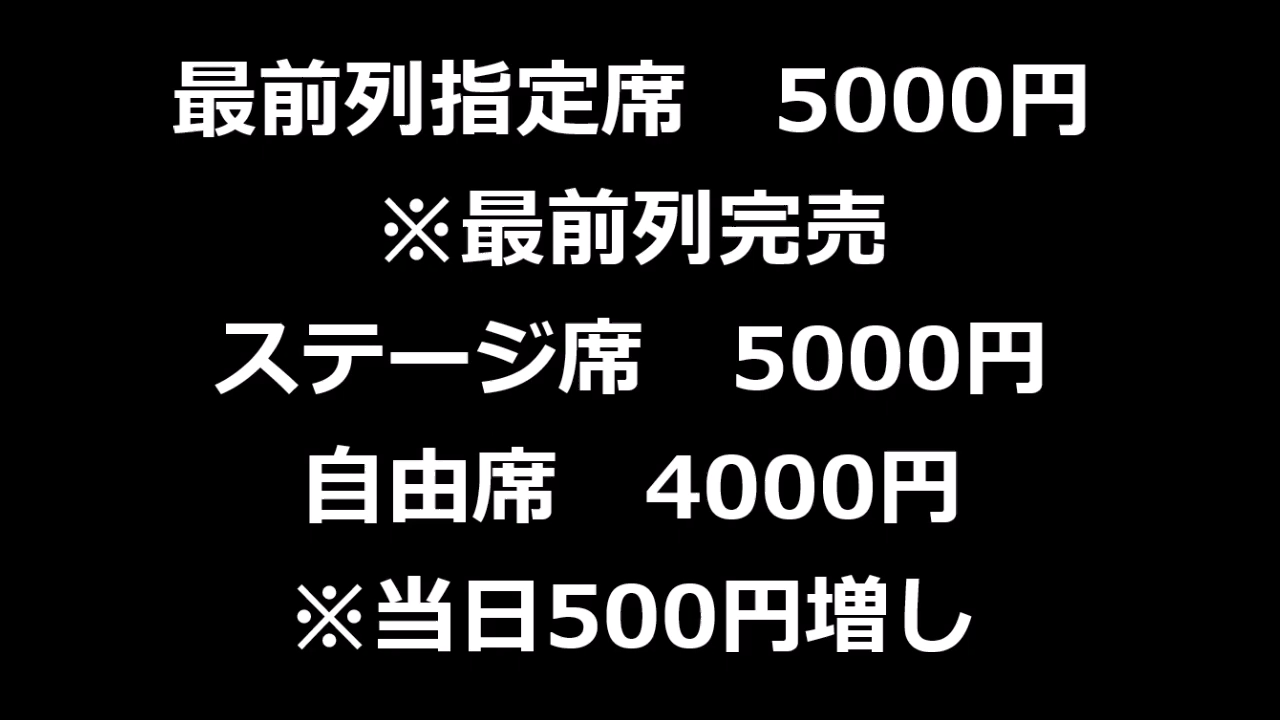 最前列指定席　5000円
※最前列完売
ステージ席　5000円
自由席　4000円
※当日500円増し